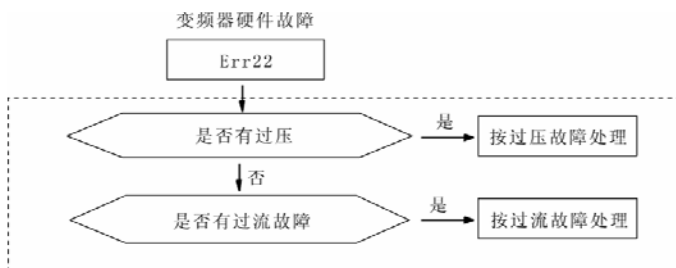 变频器硬件故障
Err22
是否有过压
是
按过压故障处理
否
是否有过流故障
是
按过流故障处理